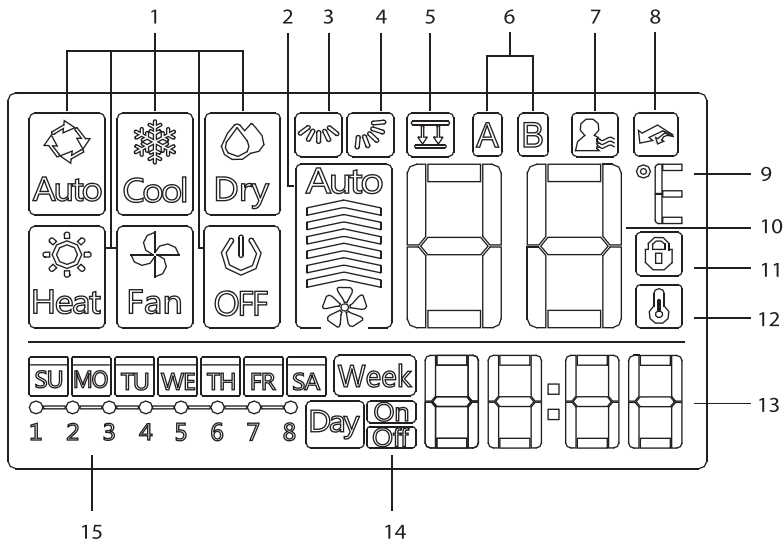 1 2 3 4 5 6 7 8
Auto Cool Dry Auto A B
9
10
Heat Fan OFF
11
12
SU MO TU WE TH FR SA Week 88:88
13
1 2 3 4 5 6 7 8 Day On
Off
15 14